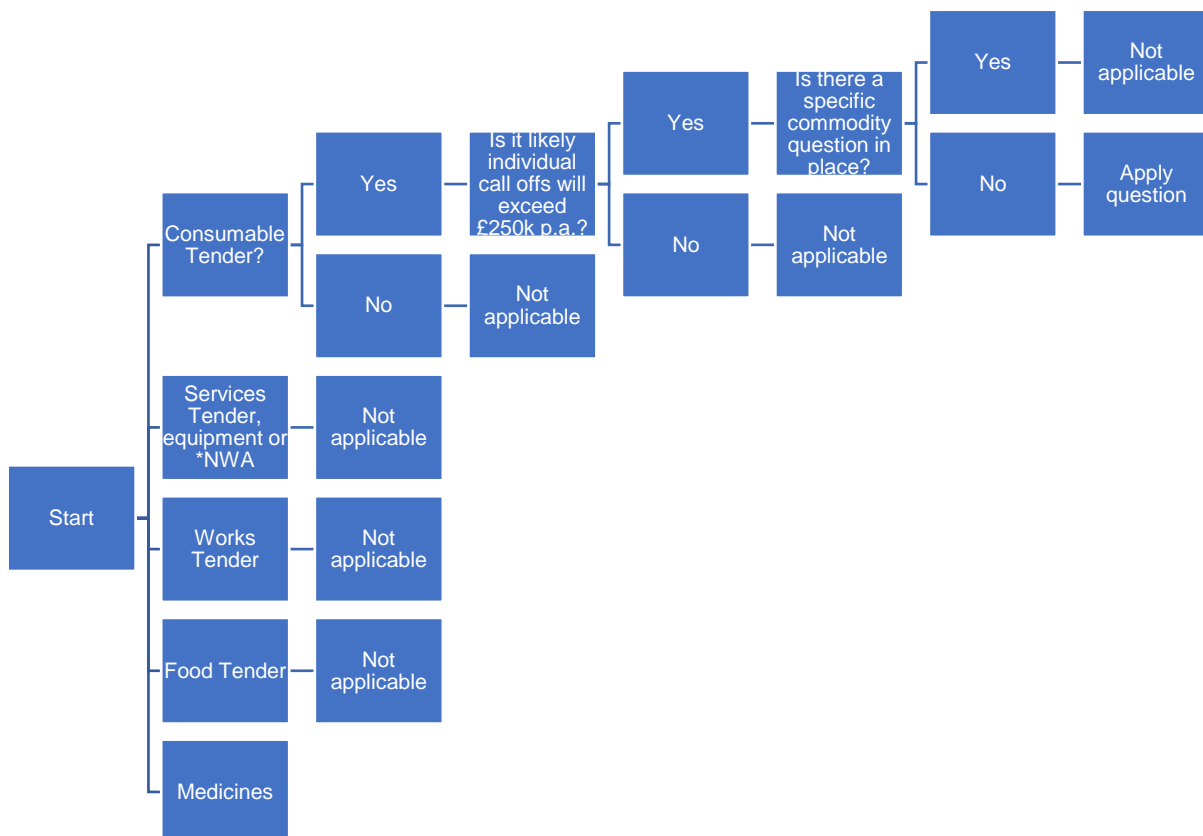 Start
Consumable
Tender?
Yes
Is it likely
individual
call offs will
exceed
£250k p.a.?
Yes
Is there a
specific
commodity
question in
place?
Yes
Not
applicable
No
Apply
question
No
Not
applicable
No
Not
applicable
Services
Tender,
equipment or
*NWA
Not
applicable
Works
Tender
Not
applicable
Food Tender
Not
applicable
Medicines